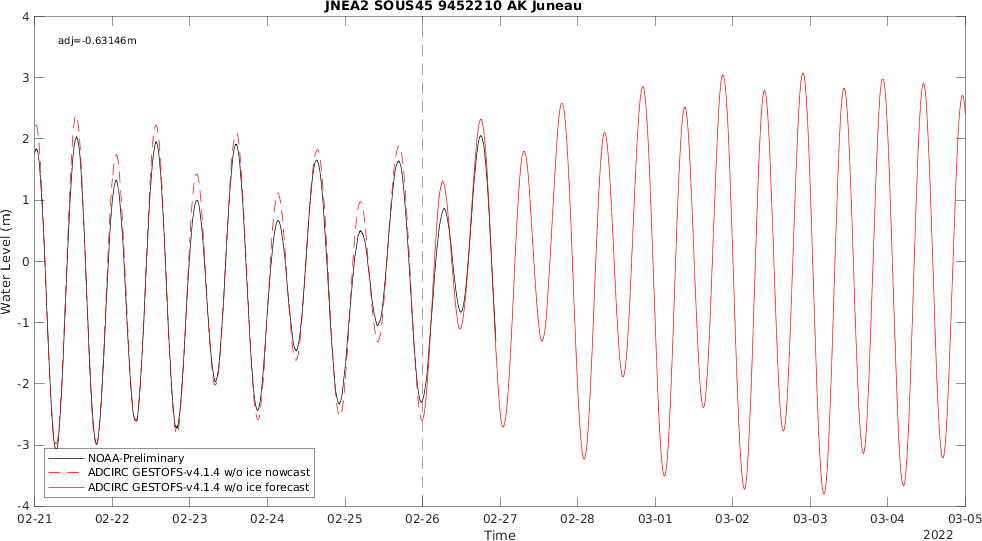 JNEA2 SOUS45 9452210 AK Juneau
adj=-0.63146m
Water Level (m)
4
3
2
1
0
-1
-2
-3
-4
NOAA-Preliminary
ADCIRC GESTOFS-v4.1.4 w/o ice nowcast
ADCIRC GESTOFS-v4.1.4 w/o ice forecast
02-21 02-22 02-23 02-24 02-25 02-26 02-27 02-28 03-01 03-02 03-03 03-04 03-05
Time
2022